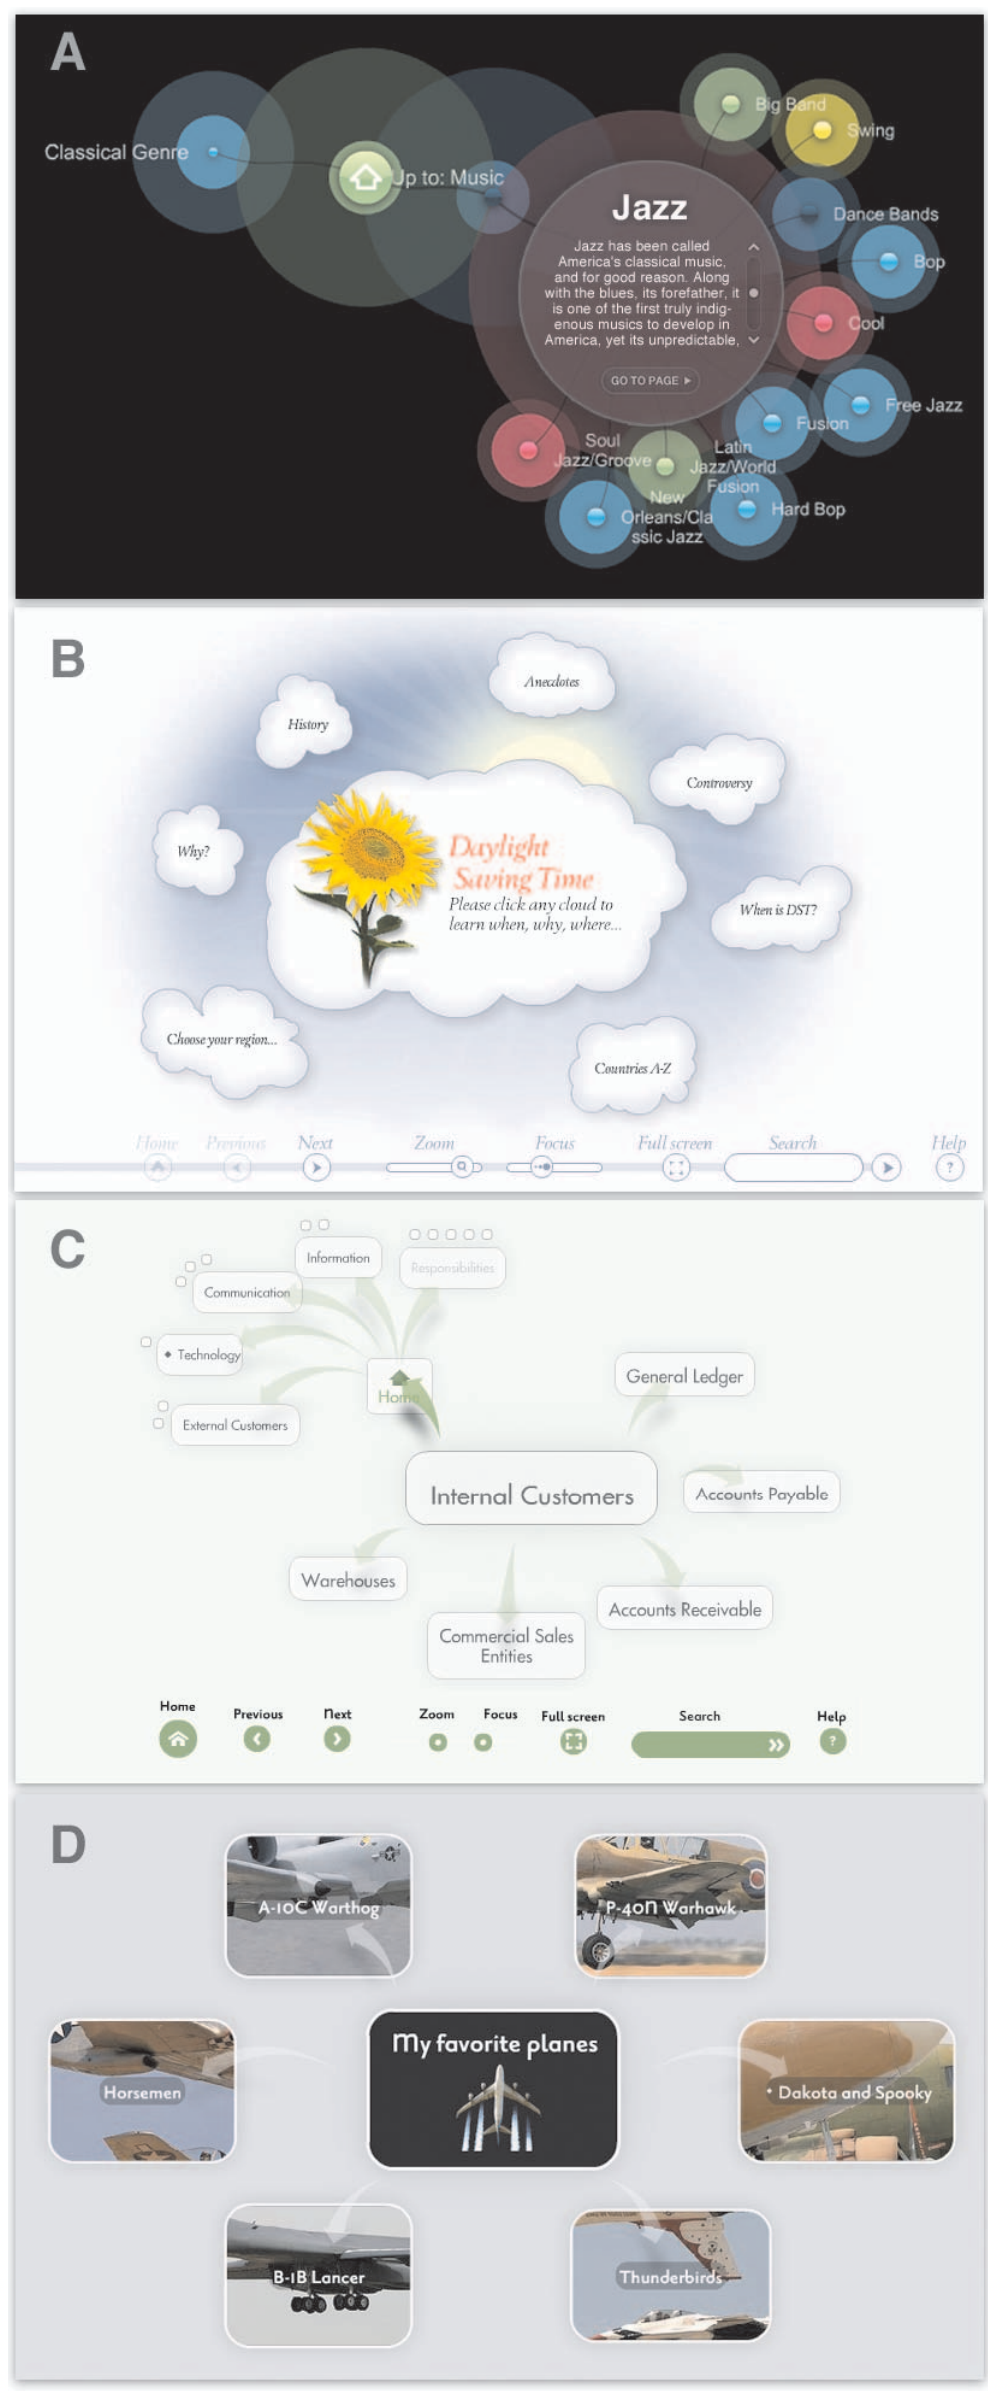 A
Classical Genre
Up to: Music
Jazz
Jazz has been called
America's classical music,
and for good reason. Along
with the blues, its forefather, it
is one of the first truly indig-
enous musics to develop in
America, yet its unpredictable,
GO TO PAGE
Big Band
Swing
Dance Bands
Bop
Cool
Free Jazz
Fusion
Latin
Jazz/World
Fusion
Hard Bop
Soul
Jazz/Groove
New
Orleans/Cla
ssic Jazz
B
Anecdotes
History
Controversy
Why?
Daylight
Saving Time
Please click any cloud to
learn when, why, where...
When is DST?
Choose your region...
Countries A-Z
Home Previous Next Zoom Focus Full screen Search Help
?
C
Information
Responsibilities
Communication
Technology
Home
External Customers
General Ledger
Internal Customers
Accounts Payable
Warehouses
Accounts Receivable
Commercial Sales
Entities
Home Previous Next Zoom Focus Full screen Search Help
?
D
A-10C Warthog
P-40N Warhawk
My favorite planes
Horsemen
Dakota and Spooky
B-1B Lancer
Thunderbirds